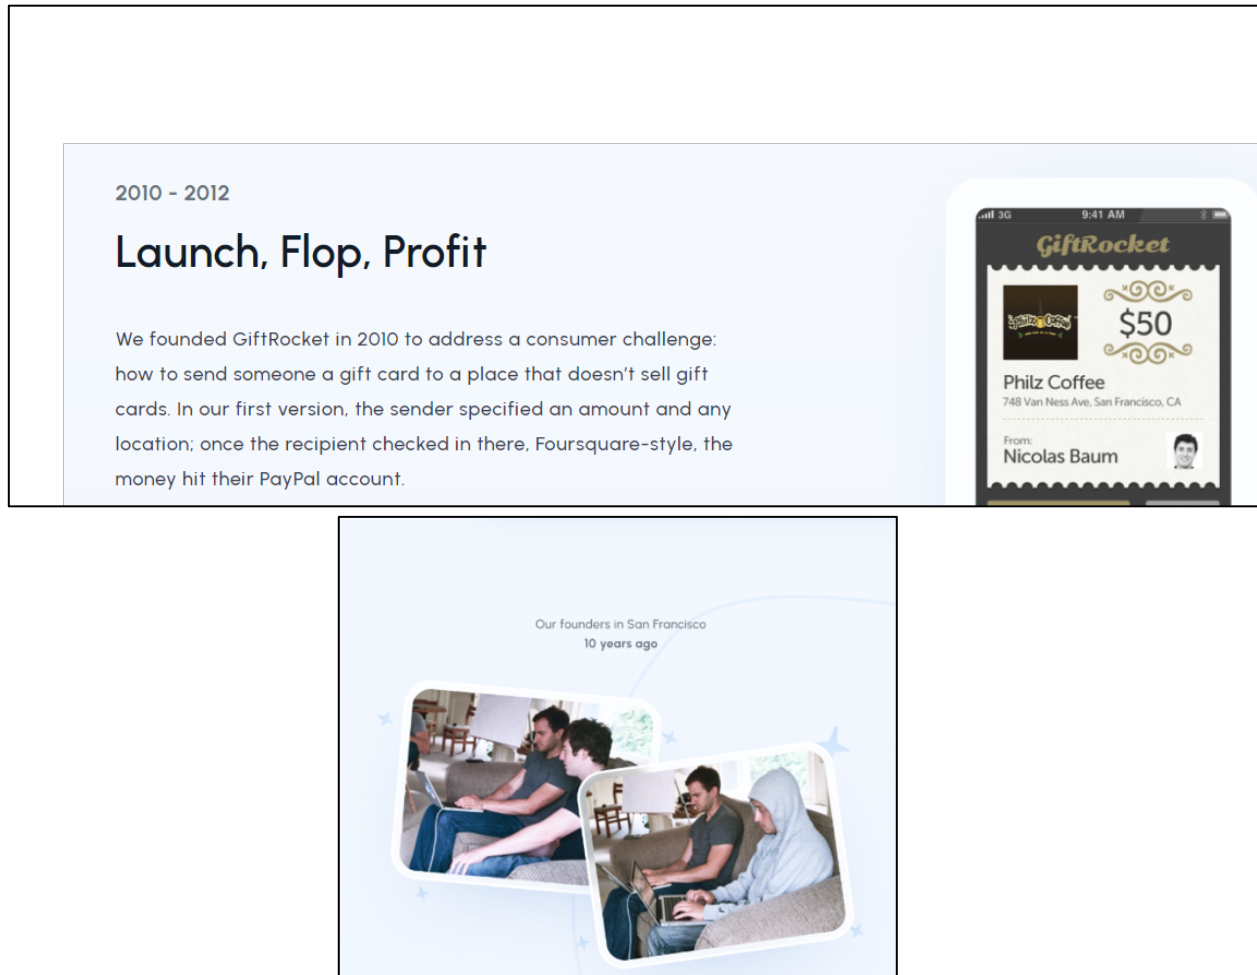 2010 - 2012
Launch, Flop, Profit
We founded GiftRocket in 2010 to address a consumer challenge:
how to send someone a gift card to a place that doesn't sell gift
cards. In our first version, the sender specified an amount and any
location; once the recipient checked in there, Foursquare-style, the
money hit their PayPal account.
3G 9:41 AM
GiftRocket
Philz Coffee
$50
Philz Coffee
748 Van Ness Ave, San Francisco, CA
From:
Nicolas Baum
Our founders in San Francisco
10 years ago